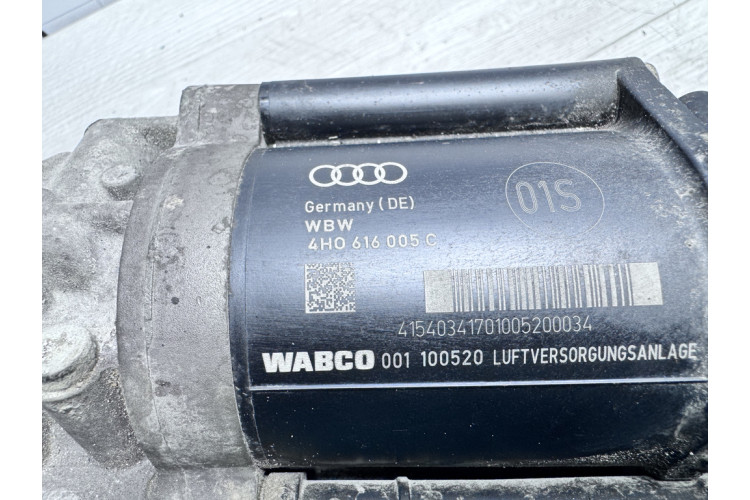 Germany (DE)
01S
WBW
4H0 616 005 C
41540341701005200034
WABCO 001 100520 LUFTVERSORGUNGSANLAGE